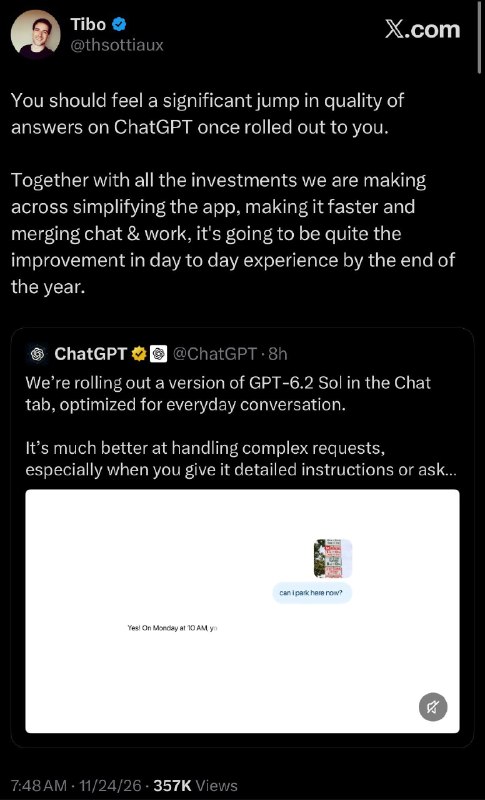 Tibo
@thsottiaux
X.com
You should feel a significant jump in quality of
answers on ChatGPT once rolled out to you.
Together with all the investments we are making
across simplifying the app, making it faster and
merging chat & work, it's going to be quite the
improvement in day to day experience by the end of
the year.
ChatGPT @ChatGPT · 8h
We're rolling out a version of GPT-6.2 Sol in the Chat
tab, optimized for everyday conversation.
It's much better at handling complex requests,
especially when you give it detailed instructions or ask...
can i park here now?
Yes! On Monday at 10 AM, yo
7:48 AM · 11/24/26 · 357K Views